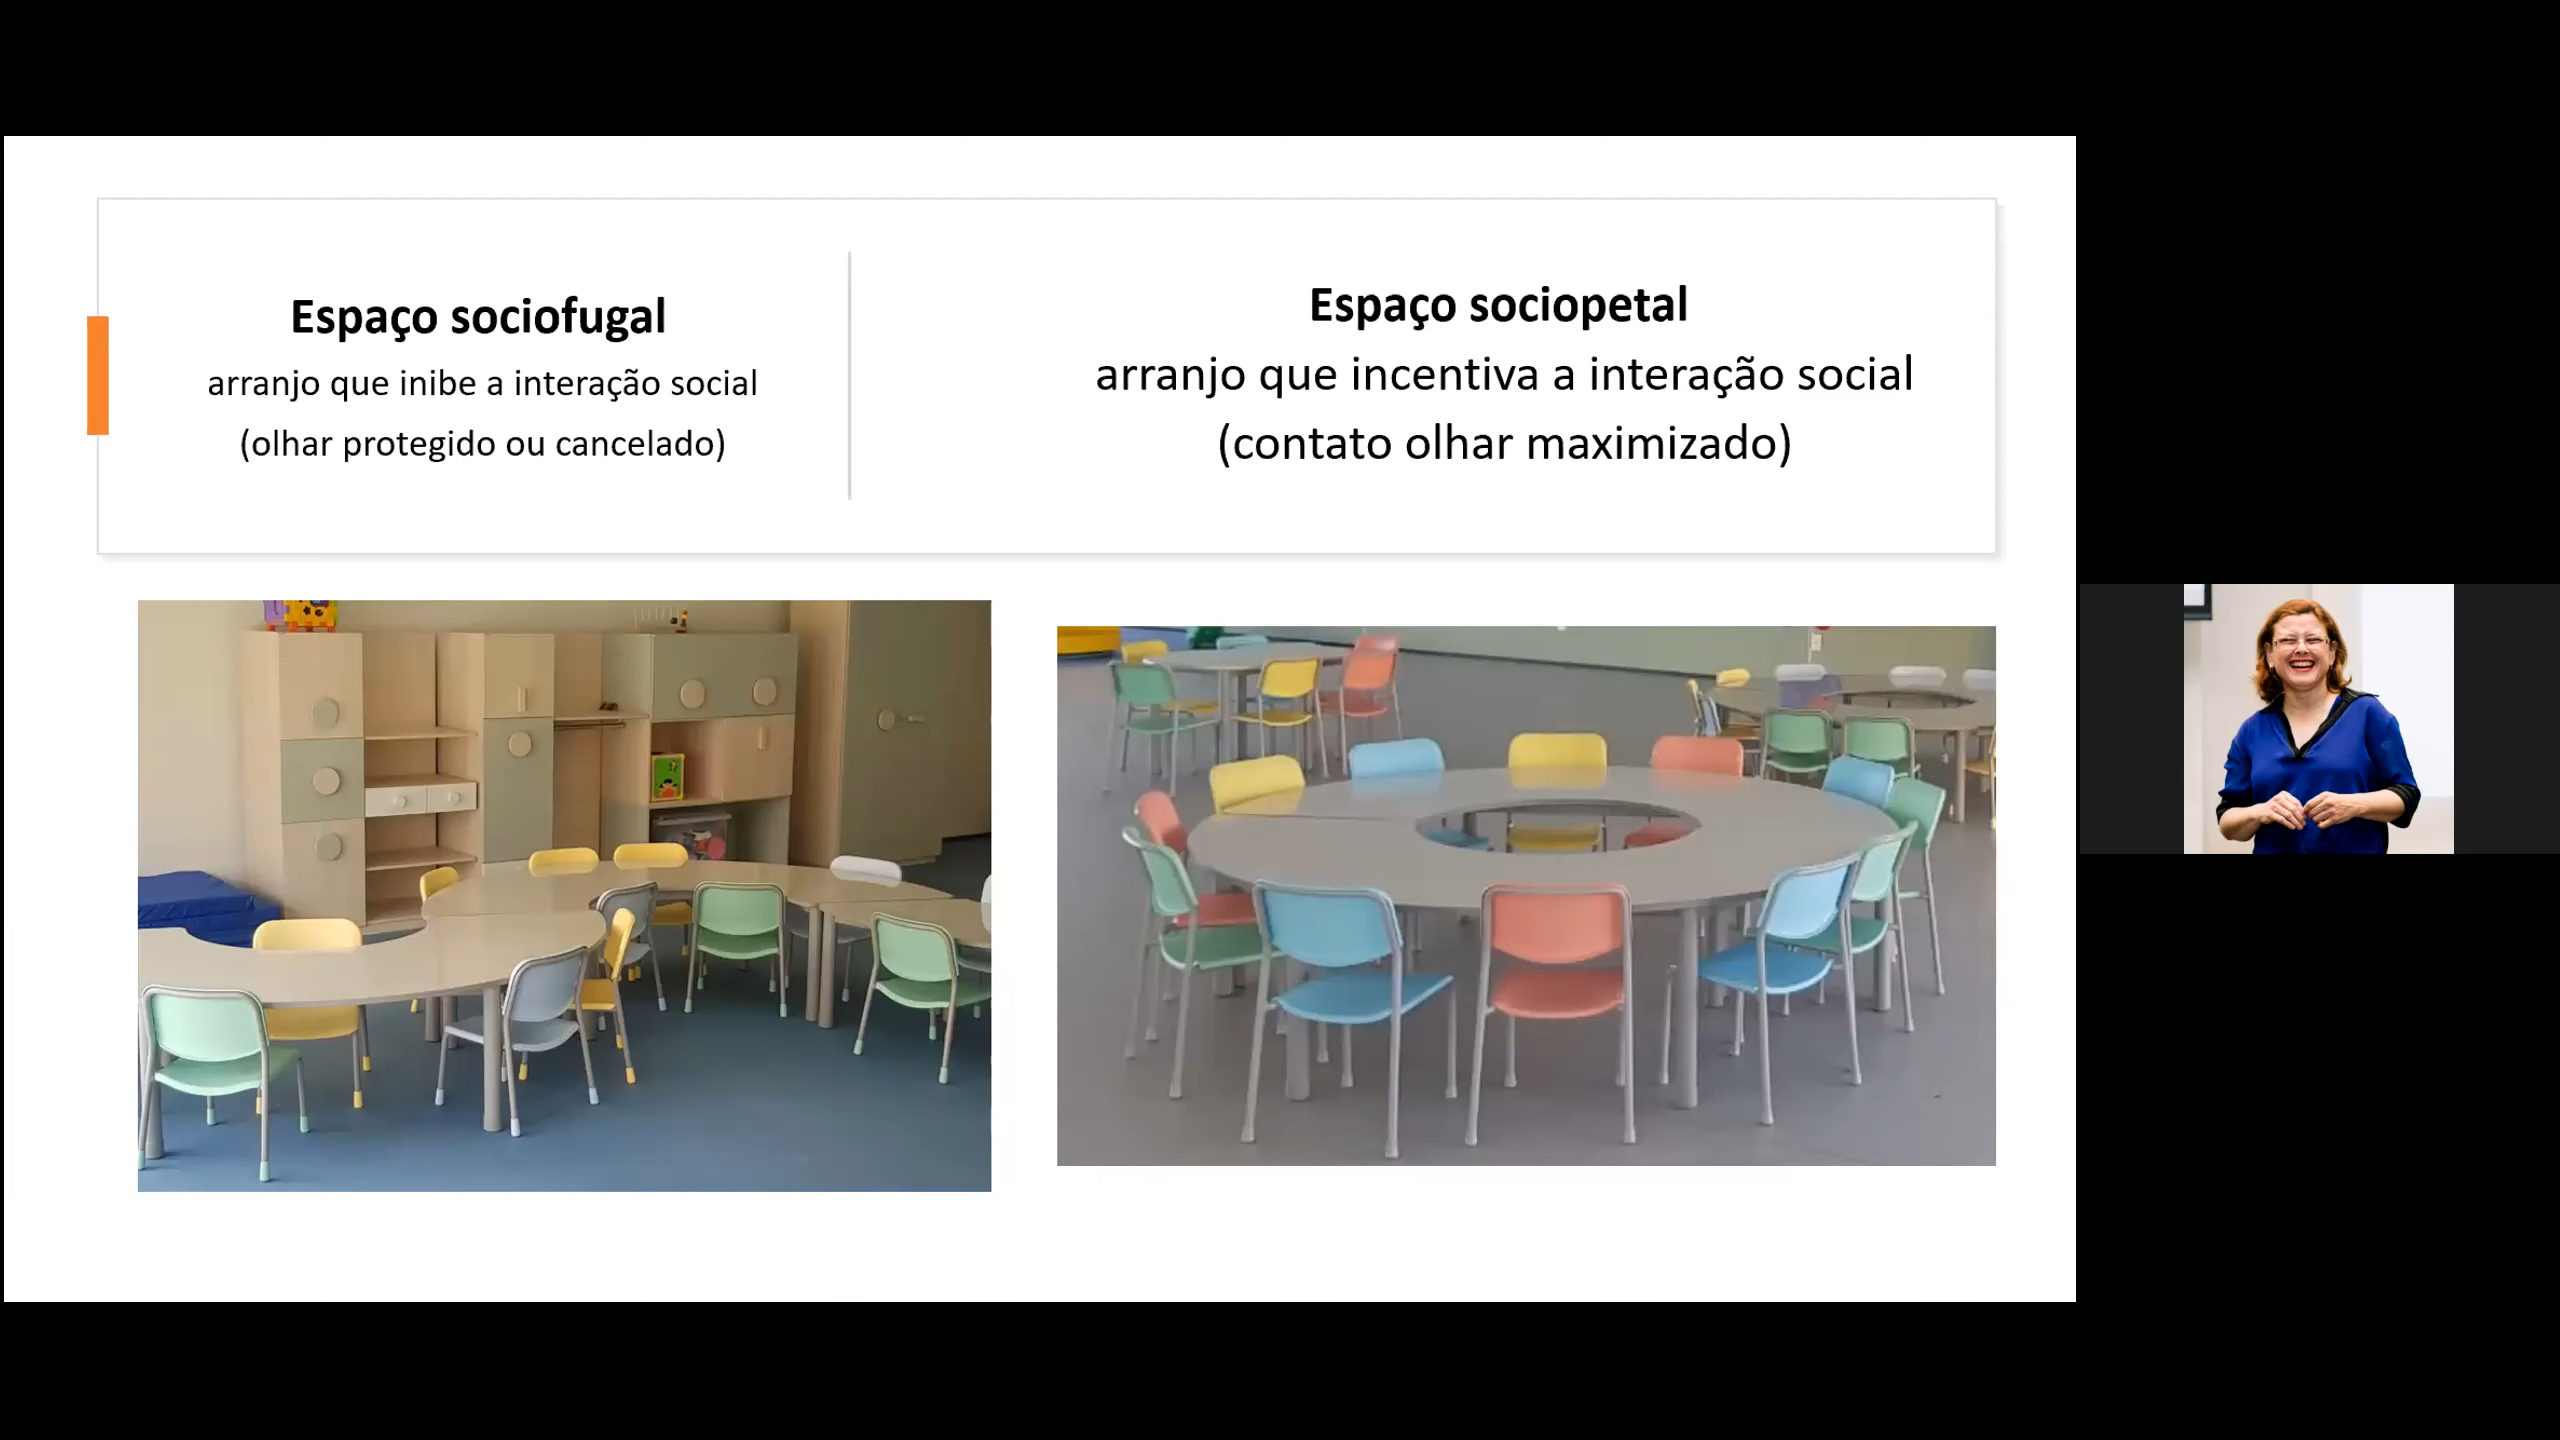 Espaço sociofugal
arranjo que inibe a interação social
(olhar protegido ou cancelado)
Espaço sociopetal
arranjo que incentiva a interação social
(contato olhar maximizado)